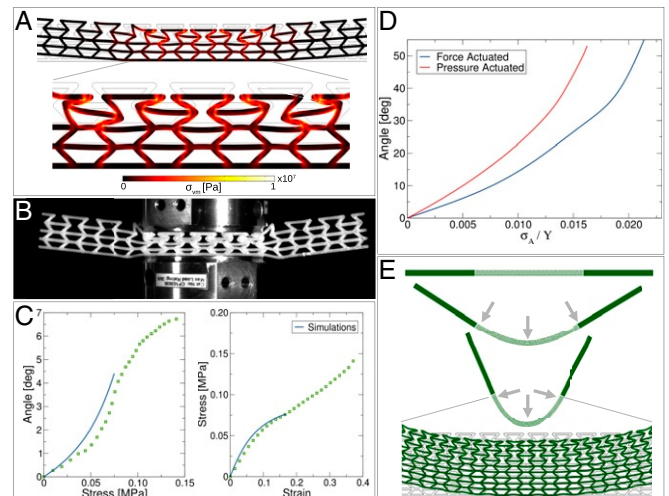 A
0
σvm [Pa]
1
x10⁷
B
C
7
6
5
4
3
2
1
0
Angle [deg]
0
0.05
0.10
0.15
Stress [MPa]
0.20
0.15
0.10
0.05
0.00
Stress [MPa]
Simulations
0
0.1
0.2
0.3
0.4
Strain
D
50
40
30
20
10
0
Angle [deg]
Force Actuated
Pressure Actuated
0.000
0.005
0.010
0.015
0.020
σA / Y
E